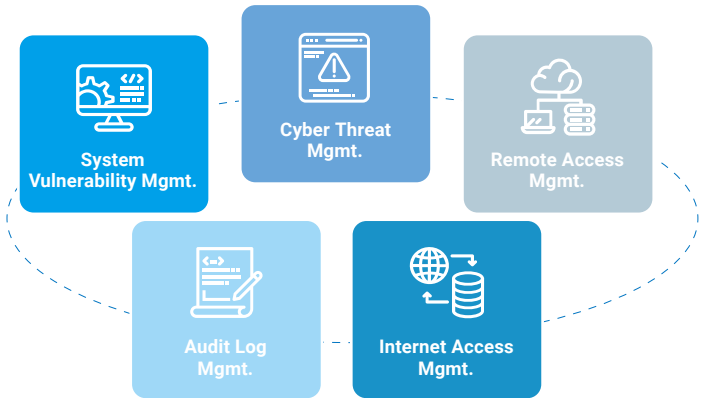 System
Vulnerability Mgmt.
Cyber Threat
Mgmt.
Remote Access
Mgmt.
Audit Log
Mgmt.
Internet Access
Mgmt.